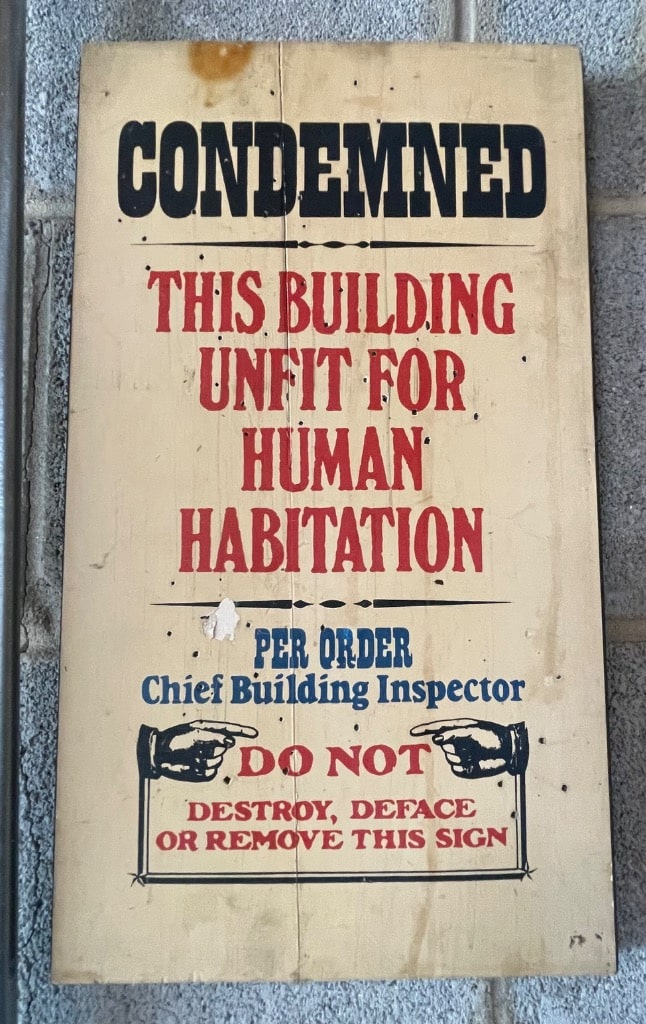 CONDEMNED
THIS BUILDING
UNFIT FOR
HUMAN
HABITATION
PER ORDER
Chief Building Inspector
DO NOT
DESTROY, DEFACE
OR REMOVE THIS SIGN